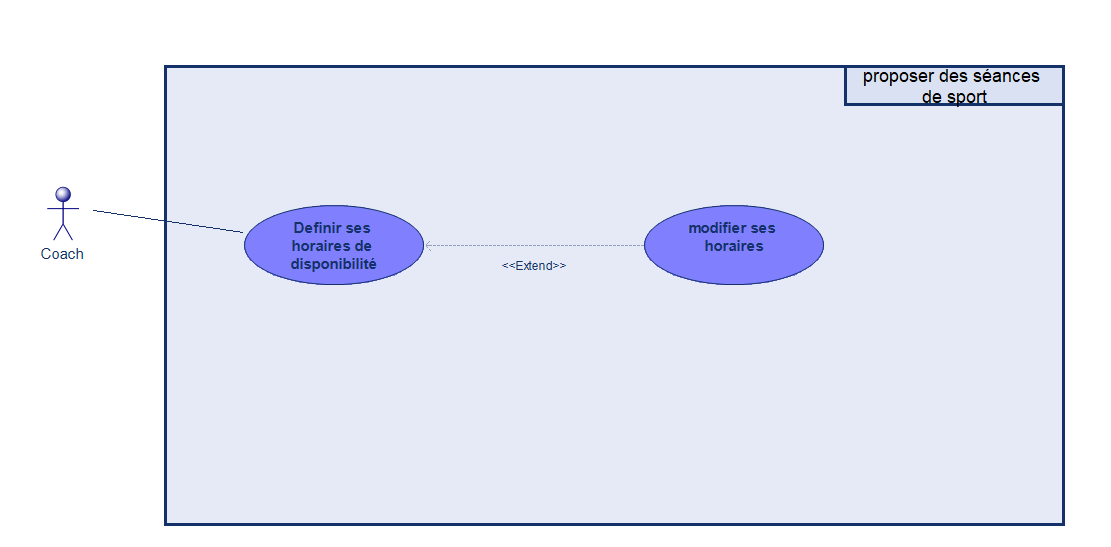 proposer des séances
de sport
Coach
Definir ses
horaires de
disponibilité
<<Extend>>
modifier ses
horaires